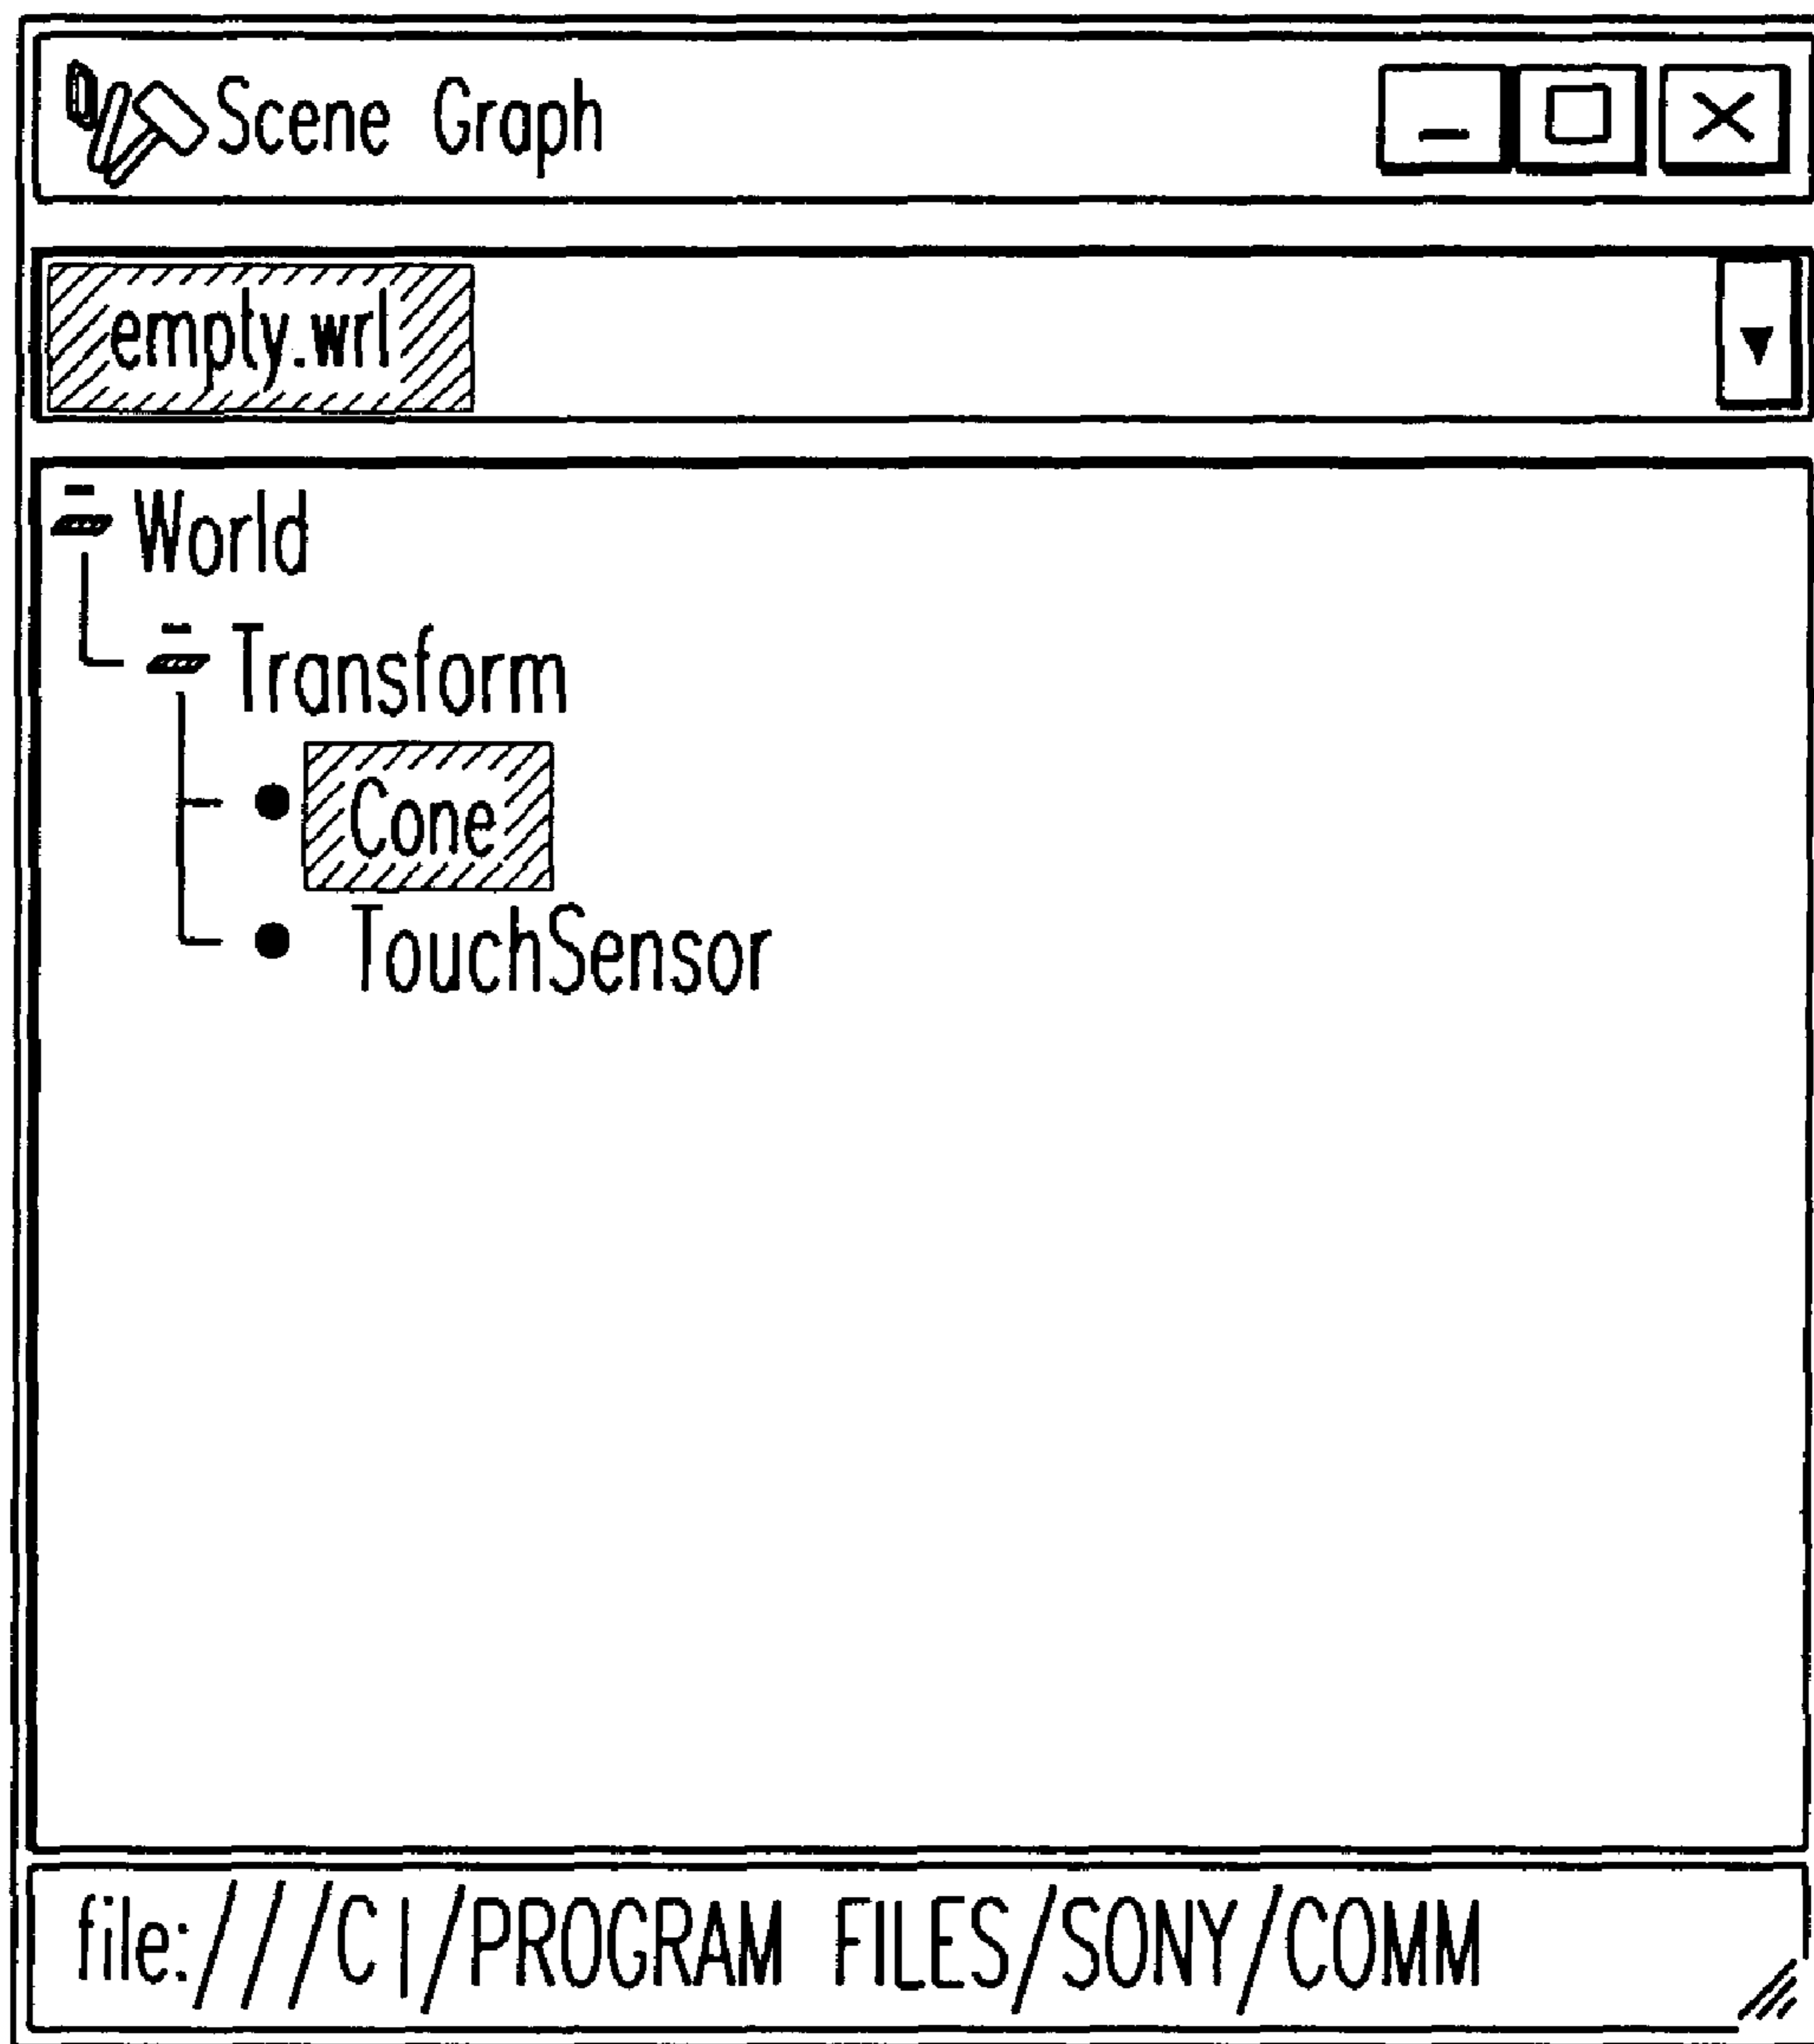 Scene Graph
empty.wrl
World
Transform
Cone
TouchSensor
file:///C|/PROGRAM FILES/SONY/COMM